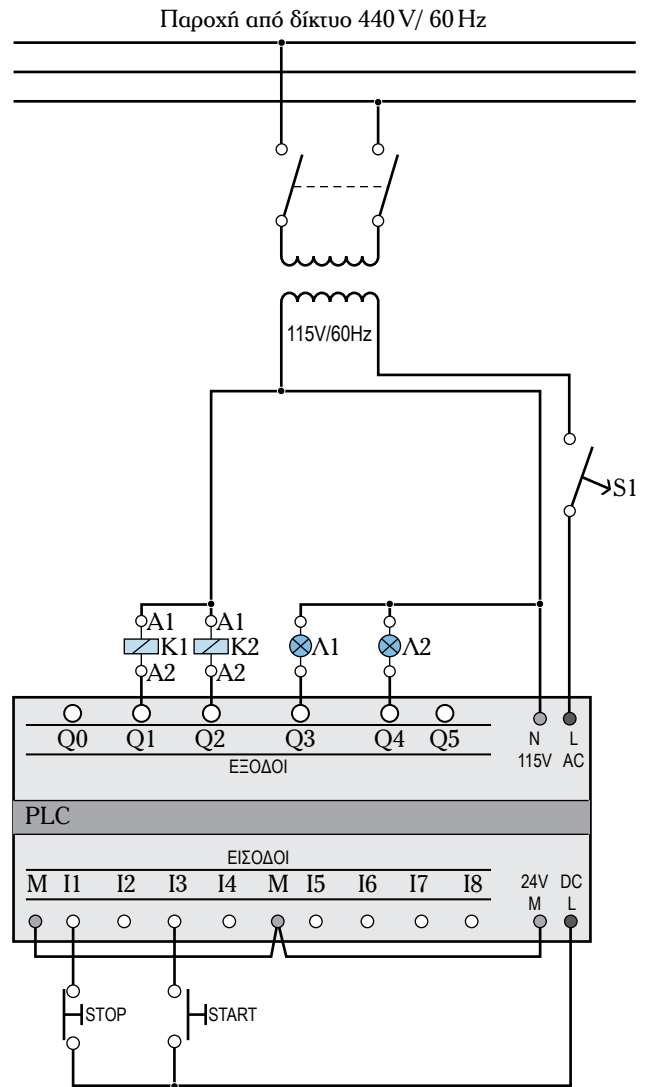 Παροχή από δίκτυο 440 V/ 60 Hz
115V/60Hz
S1
A1 A1
K1 K2 Λ1 Λ2
A2 A2
Q0 Q1 Q2 Q3 Q4 Q5 N L
ΕΞΟΔΟΙ 115V AC
PLC
ΕΙΣΟΔΟΙ
M I1 I2 I3 I4 M I5 I6 I7 I8 24V DC
M L
STOP START